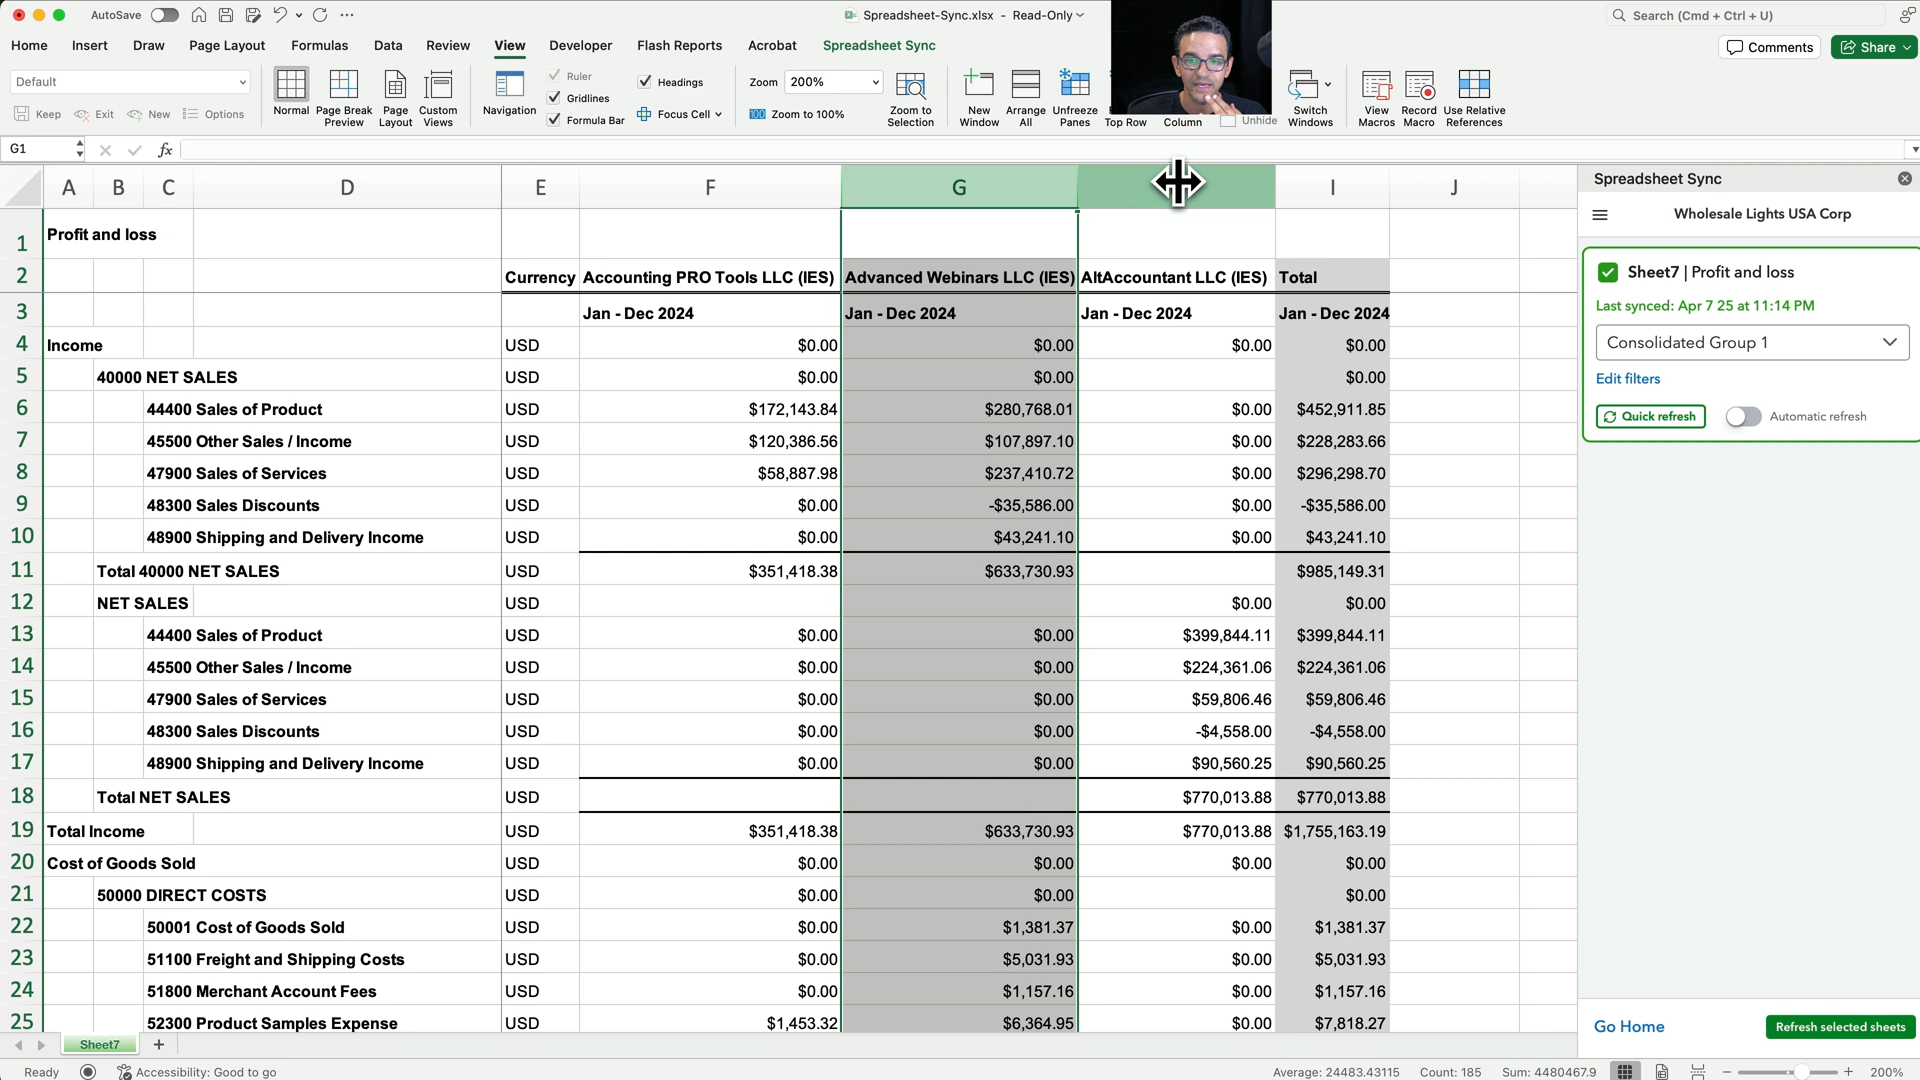 AutoSave
Spreadsheet-Sync.xlsx - Read-Only
Search (Cmd + Ctrl + U)
Home Insert Draw Page Layout Formulas Data Review View Developer Flash Reports Acrobat Spreadsheet Sync
Comments Share
Default
Keep Exit New Options
Normal Page Break Preview Page Layout Custom Views
Navigation
Ruler
Gridlines
Formula Bar
Headings
Focus Cell
Zoom 200%
Zoom to 100%
Zoom to Selection
New Window Arrange All Unfreeze Panes Top Row Column Unhide
Switch Windows
View Macros Record Macro Use Relative References
G1 fx
A B C D E F G I J
1 Profit and loss
2 Currency Accounting PRO Tools LLC (IES) Advanced Webinars LLC (IES) AltAccountant LLC (IES) Total
3 Jan - Dec 2024 Jan - Dec 2024 Jan - Dec 2024 Jan - Dec 2024
4 Income USD $0.00 $0.00 $0.00 $0.00
5 40000 NET SALES USD $0.00 $0.00 $0.00
6 44400 Sales of Product USD $172,143.84 $280,768.01 $0.00 $452,911.85
7 45500 Other Sales / Income USD $120,386.56 $107,897.10 $0.00 $228,283.66
8 47900 Sales of Services USD $58,887.98 $237,410.72 $0.00 $296,298.70
9 48300 Sales Discounts USD $0.00 -$35,586.00 $0.00 -$35,586.00
10 48900 Shipping and Delivery Income USD $0.00 $43,241.10 $0.00 $43,241.10
11 Total 40000 NET SALES USD $351,418.38 $633,730.93 $985,149.31
12 NET SALES USD $0.00 $0.00
13 44400 Sales of Product USD $0.00 $0.00 $399,844.11 $399,844.11
14 45500 Other Sales / Income USD $0.00 $0.00 $224,361.06 $224,361.06
15 47900 Sales of Services USD $0.00 $0.00 $59,806.46 $59,806.46
16 48300 Sales Discounts USD $0.00 $0.00 -$4,558.00 -$4,558.00
17 48900 Shipping and Delivery Income USD $0.00 $0.00 $90,560.25 $90,560.25
18 Total NET SALES USD $770,013.88 $770,013.88
19 Total Income USD $351,418.38 $633,730.93 $770,013.88 $1,755,163.19
20 Cost of Goods Sold USD $0.00 $0.00 $0.00 $0.00
21 50000 DIRECT COSTS USD $0.00 $0.00 $0.00
22 50001 Cost of Goods Sold USD $0.00 $1,381.37 $0.00 $1,381.37
23 51100 Freight and Shipping Costs USD $0.00 $5,031.93 $0.00 $5,031.93
24 51800 Merchant Account Fees USD $0.00 $1,157.16 $0.00 $1,157.16
25 52300 Product Samples Expense USD $1,453.32 $6,364.95 $0.00 $7,818.27
Spreadsheet Sync
Wholesale Lights USA Corp
Sheet7 | Profit and loss
Last synced: Apr 7 25 at 11:14 PM
Consolidated Group 1
Edit filters
Quick refresh Automatic refresh
Go Home Refresh selected sheets
Sheet7
Ready Accessibility: Good to go Average: 24483.43115 Count: 185 Sum: 4480467.9 200%